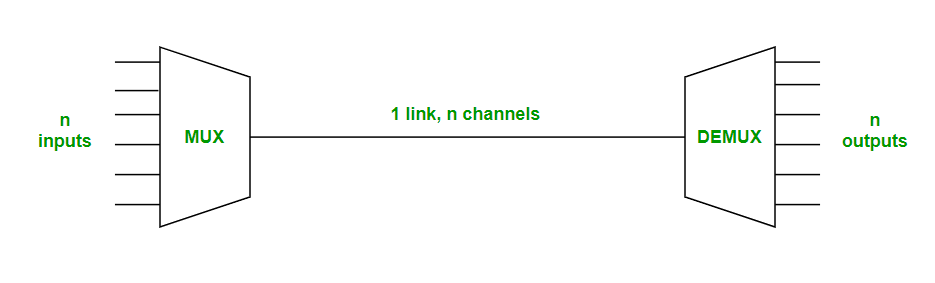 n
inputs
MUX
1 link, n channels
DEMUX
n
outputs